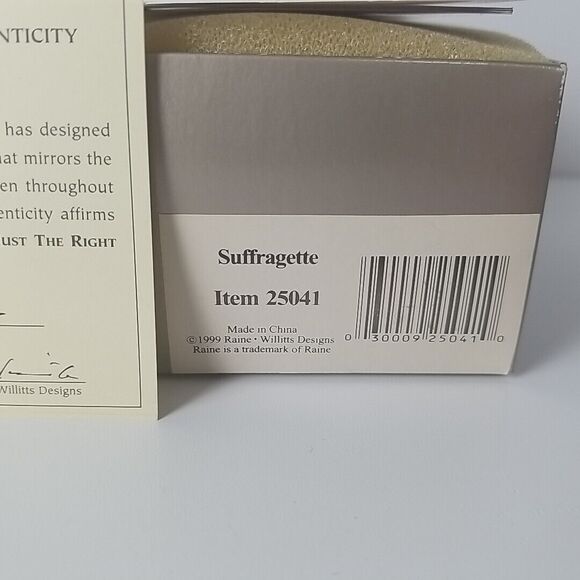 NTICITY
has designed
at mirrors the
en throughout
enticity affirms
UST THE RIGHT
Willitts Designs
Suffragette
Item 25041
Made in China
© 1999 Raine • Willitts Designs
Raine is a trademark of Raine
0 30009 25041 0